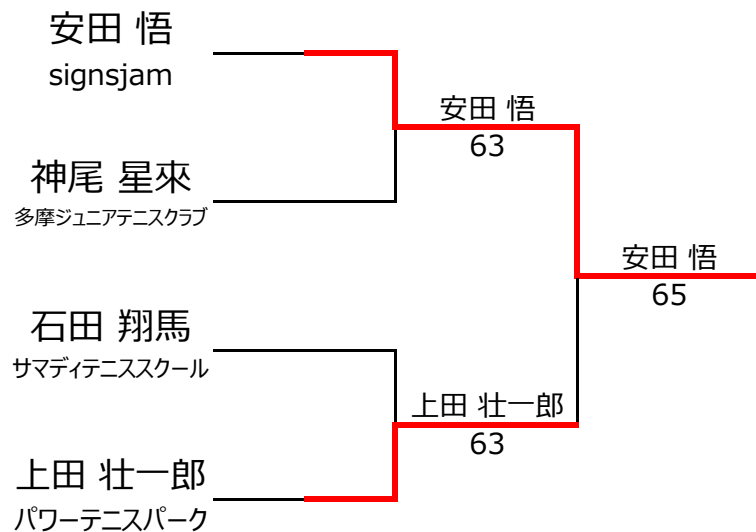 安田 悟
signsjam
神尾 星來
多摩ジュニアテニスクラブ
石田 翔馬
サマディテニススクール
上田 壮一郎
パワーテニスパーク
安田 悟
63
上田 壮一郎
63
安田 悟
65